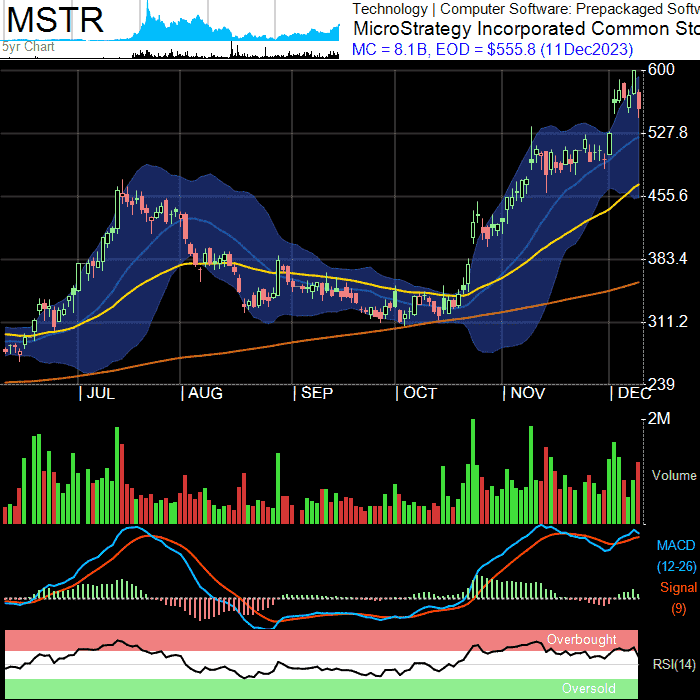 MSTR
5yr Chart
Technology | Computer Software: Prepackaged Softw
MicroStrategy Incorporated Common Sto
MC = 8.1B, EOD = $555.8 (11Dec2023)
600
527.8
455.6
383.4
311.2
239
JUL AUG SEP OCT NOV DEC
2M
Volume
MACD
(12-26)
Signal
(9)
Overbought
RSI(14)
Oversold